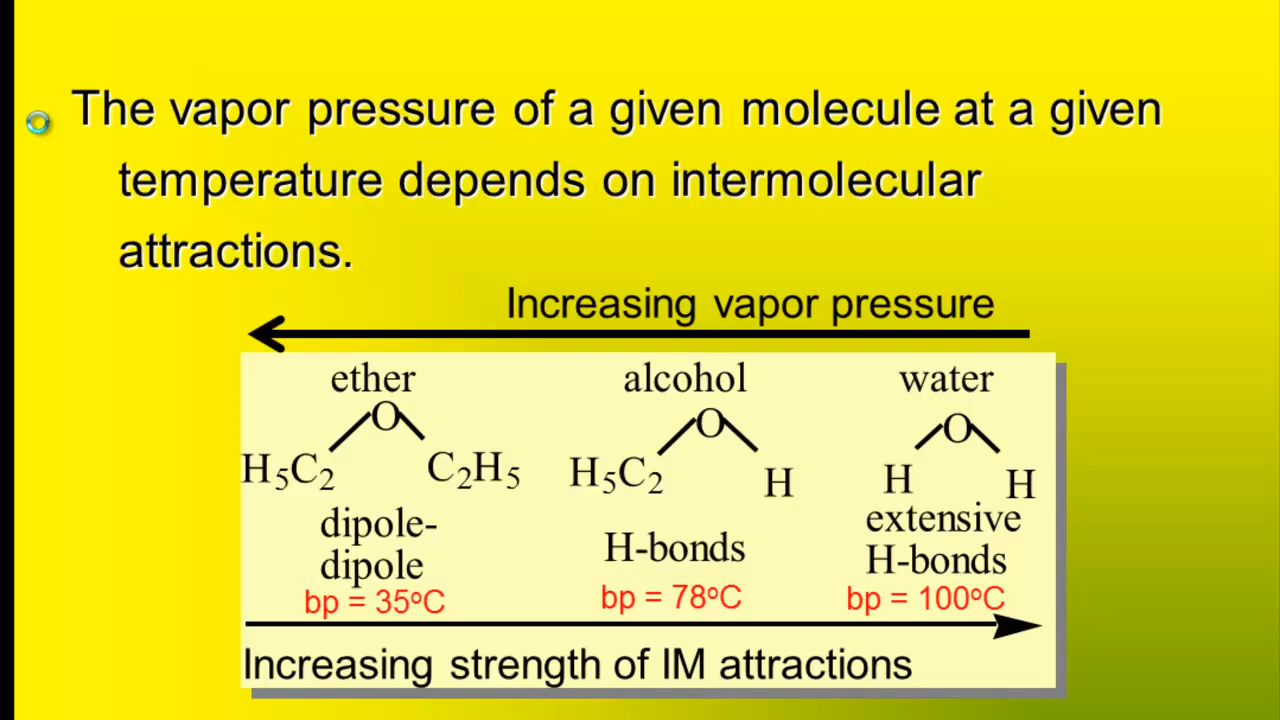 The vapor pressure of a given molecule at a given
temperature depends on intermolecular
attractions.
Increasing vapor pressure
ether alcohol water
O O O
H5C2 C2H5 H5C2 H H H
dipole-
dipole
H-bonds
extensive
H-bonds
bp = 35oC bp = 78oC bp = 100oC
Increasing strength of IM attractions